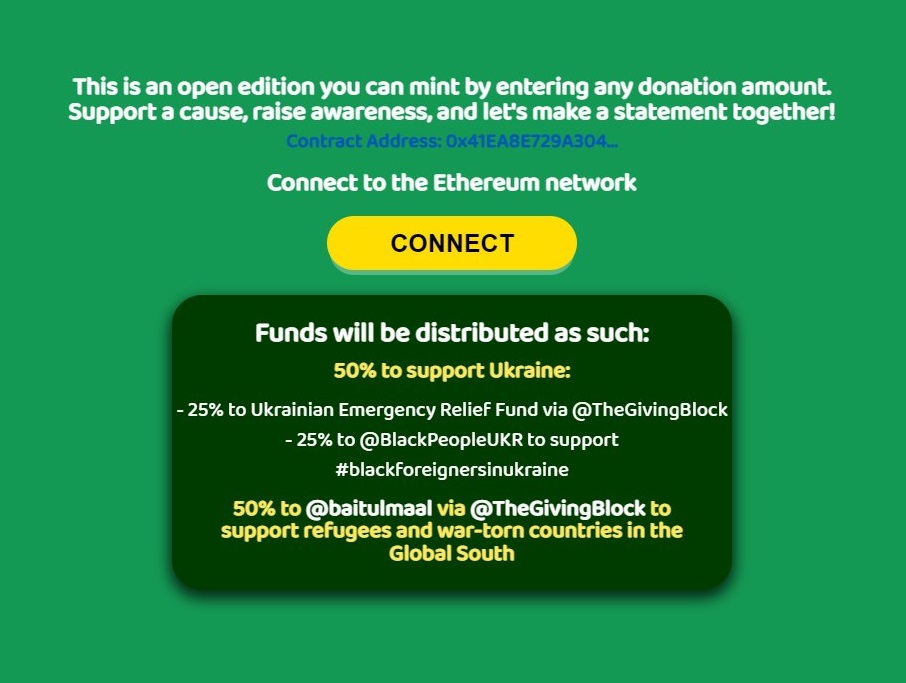 This is an open edition you can mint by entering any donation amount.
Support a cause, raise awareness, and let's make a statement together!
Contract Address: 0x41EA8E729A304...
Connect to the Ethereum network
CONNECT
Funds will be distributed as such:
50% to support Ukraine:
- 25% to Ukrainian Emergency Relief Fund via @TheGivingBlock
- 25% to @BlackPeopleUKR to support
#blackforeignersinukraine
50% to @baitulmaal via @TheGivingBlock to
support refugees and war-torn countries in the
Global South